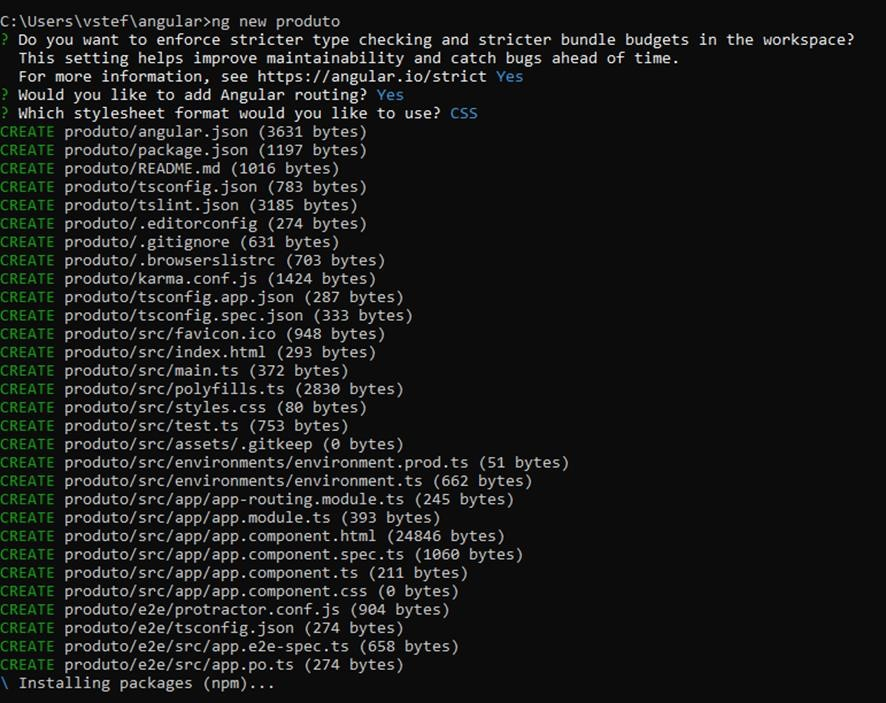 C:\Users\vstef\angular>ng new produto
? Do you want to enforce stricter type checking and stricter bundle budgets in the workspace?
  This setting helps improve maintainability and catch bugs ahead of time.
  For more information, see https://angular.io/strict Yes
? Would you like to add Angular routing? Yes
? Which stylesheet format would you like to use? CSS
CREATE produto/angular.json (3631 bytes)
CREATE produto/package.json (1197 bytes)
CREATE produto/README.md (1016 bytes)
CREATE produto/tsconfig.json (783 bytes)
CREATE produto/tslint.json (3185 bytes)
CREATE produto/.editorconfig (274 bytes)
CREATE produto/.gitignore (631 bytes)
CREATE produto/.browserslistrc (703 bytes)
CREATE produto/karma.conf.js (1424 bytes)
CREATE produto/tsconfig.app.json (287 bytes)
CREATE produto/tsconfig.spec.json (333 bytes)
CREATE produto/src/favicon.ico (948 bytes)
CREATE produto/src/index.html (293 bytes)
CREATE produto/src/main.ts (372 bytes)
CREATE produto/src/polyfills.ts (2830 bytes)
CREATE produto/src/styles.css (80 bytes)
CREATE produto/src/test.ts (753 bytes)
CREATE produto/src/assets/.gitkeep (0 bytes)
CREATE produto/src/environments/environment.prod.ts (51 bytes)
CREATE produto/src/environments/environment.ts (662 bytes)
CREATE produto/src/app/app-routing.module.ts (245 bytes)
CREATE produto/src/app/app.module.ts (393 bytes)
CREATE produto/src/app/app.component.html (24846 bytes)
CREATE produto/src/app/app.component.spec.ts (1060 bytes)
CREATE produto/src/app/app.component.ts (211 bytes)
CREATE produto/src/app/app.component.css (0 bytes)
CREATE produto/e2e/protractor.conf.js (904 bytes)
CREATE produto/e2e/tsconfig.json (274 bytes)
CREATE produto/e2e/src/app.e2e-spec.ts (658 bytes)
CREATE produto/e2e/src/app.po.ts (274 bytes)
\ Installing packages (npm)...